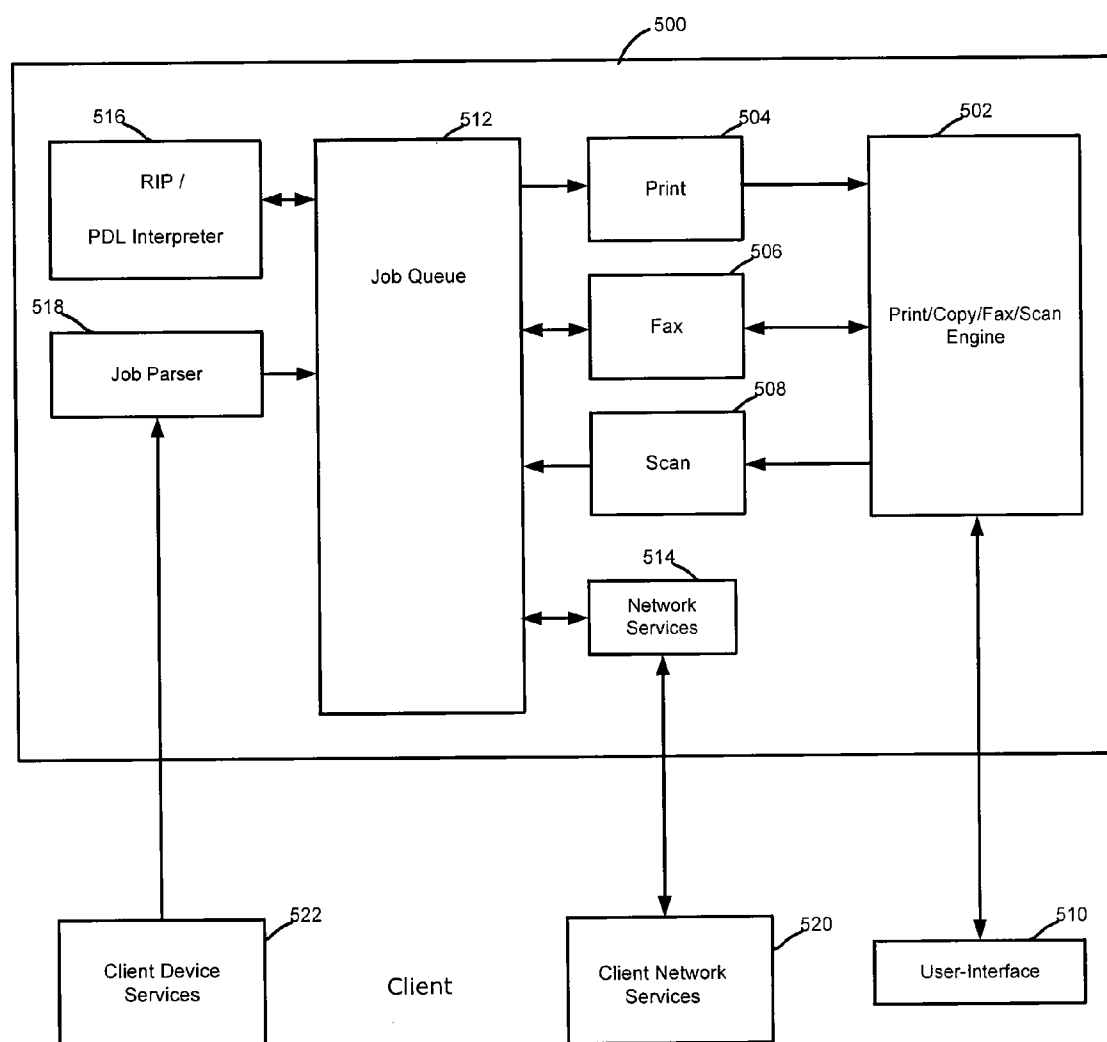 500
516
512
504
502
RIP /
PDL Interpreter
Job Queue
Print
506
518
Fax
Print/Copy/Fax/Scan
Engine
Job Parser
508
Scan
514
Network
Services
522
520
510
Client Device
Services
Client
Client Network
Services
User-Interface